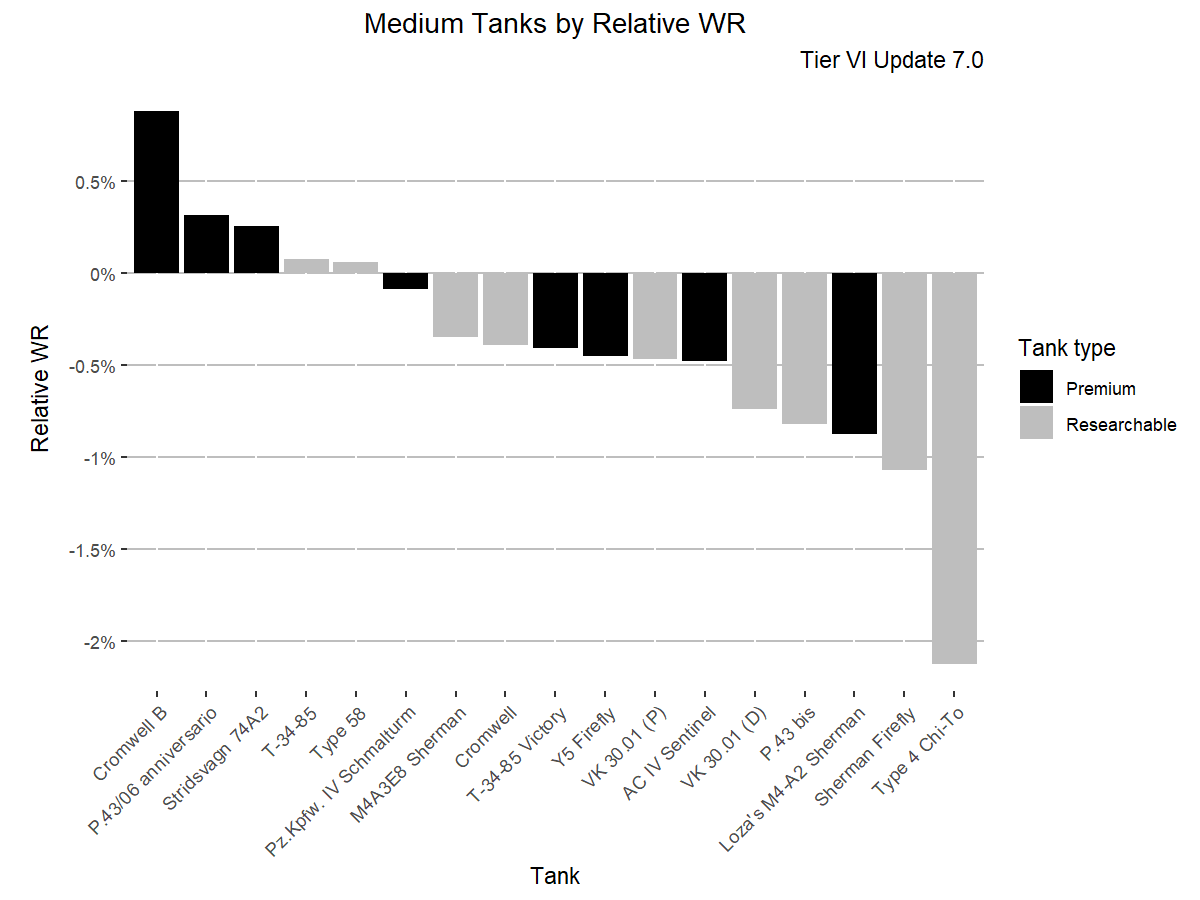 Medium Tanks by Relative WR
Tier VI Update 7.0
Relative WR
0.5%
0%
-0.5%
-1%
-1.5%
-2%
Cromwell B
P.43/06 anniversario
Stridsvagn 74A2
T-34-85
Type 58
Pz.Kpfw. IV Schmalturm
M4A3E8 Sherman
Cromwell
T-34-85 Victory
Y5 Firefly
VK 30.01 (P)
AC IV Sentinel
VK 30.01 (D)
P.43 bis
Loza's M4-A2 Sherman
Sherman Firefly
Type 4 Chi-To
Tank
Tank type
Premium
Researchable